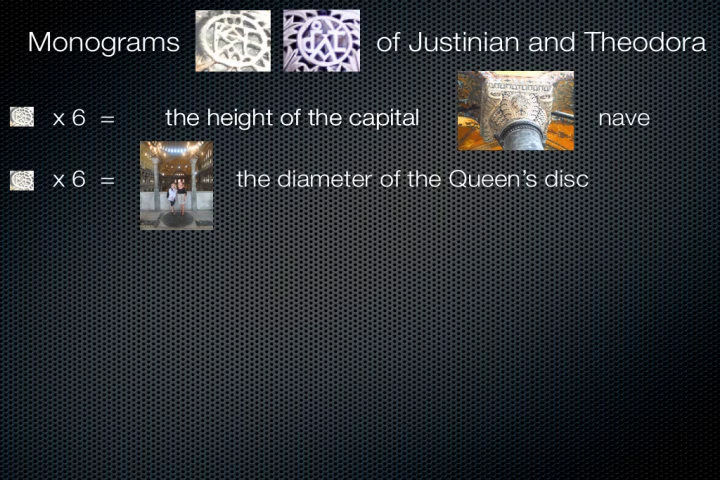 Monograms of Justinian and Theodora
x 6 = the height of the capital nave
x 6 = the diameter of the Queen's disc